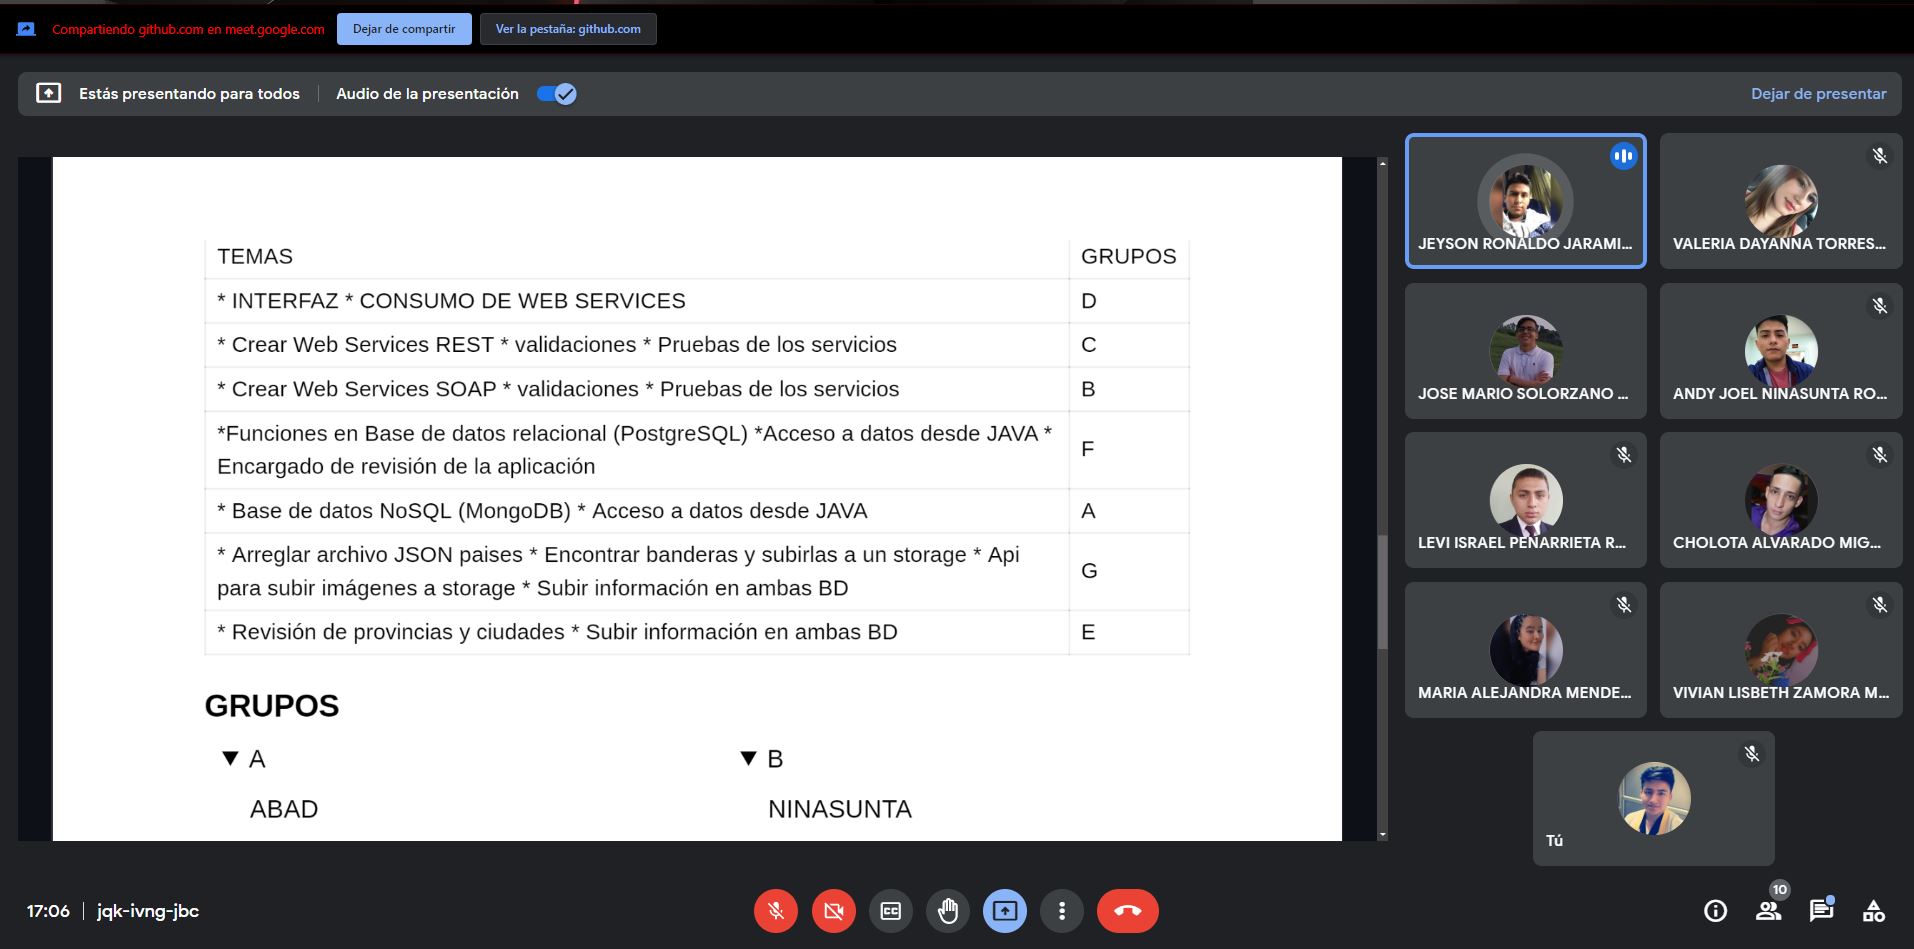 Compartiendo github.com en meet.google.com
Dejar de compartir
Ver la pestaña: github.com
Estás presentando para todos
Audio de la presentación
Dejar de presentar
TEMAS GRUPOS
* INTERFAZ * CONSUMO DE WEB SERVICES D
* Crear Web Services REST * validaciones * Pruebas de los servicios C
* Crear Web Services SOAP * validaciones * Pruebas de los servicios B
*Funciones en Base de datos relacional (PostgreSQL) *Acceso a datos desde JAVA *
Encargado de revisión de la aplicación
F
* Base de datos NoSQL (MongoDB) * Acceso a datos desde JAVA A
* Arreglar archivo JSON paises * Encontrar banderas y subirlas a un storage * Api
para subir imágenes a storage * Subir información en ambas BD
G
* Revisión de provincias y ciudades * Subir información en ambas BD E
GRUPOS
▼ A
ABAD
▼ B
NINASUNTA
JEYSON RONALDO JARAMI...
VALERIA DAYANNA TORRES...
JOSE MARIO SOLORZANO ...
ANDY JOEL NINASUNTA RO...
LEVI ISRAEL PEÑARRIETA R...
CHOLOTA ALVARADO MIG...
MARIA ALEJANDRA MENDE...
VIVIAN LISBETH ZAMORA M...
Tú
17:06
jqk-ivng-jbc
CC
10